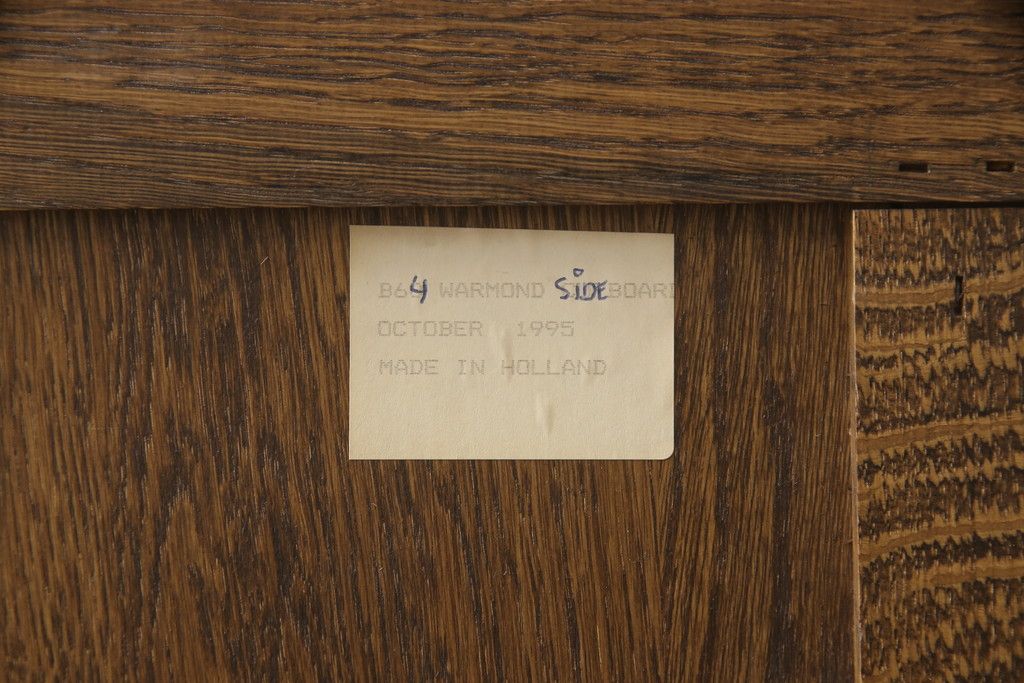 B64 WARMOND SIDEBOARD
OCTOBER 1995
MADE IN HOLLAND